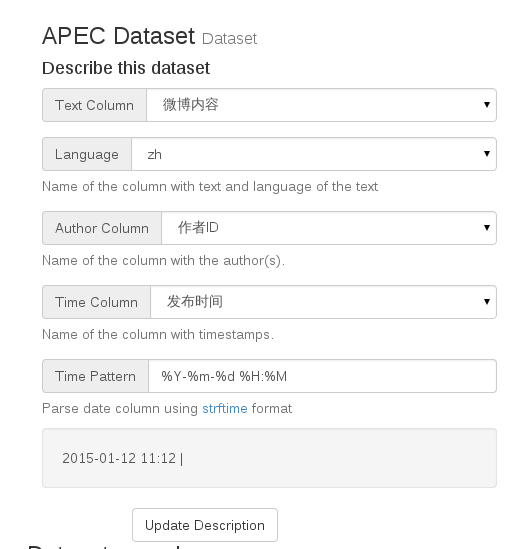 APEC Dataset Dataset
Describe this dataset
Text Column 微博内容
Language zh
Name of the column with text and language of the text
Author Column 作者ID
Name of the column with the author(s).
Time Column 发布时间
Name of the column with timestamps.
Time Pattern %Y-%m-%d %H:%M
Parse date column using strftime format
2015-01-12 11:12 |
Update Description